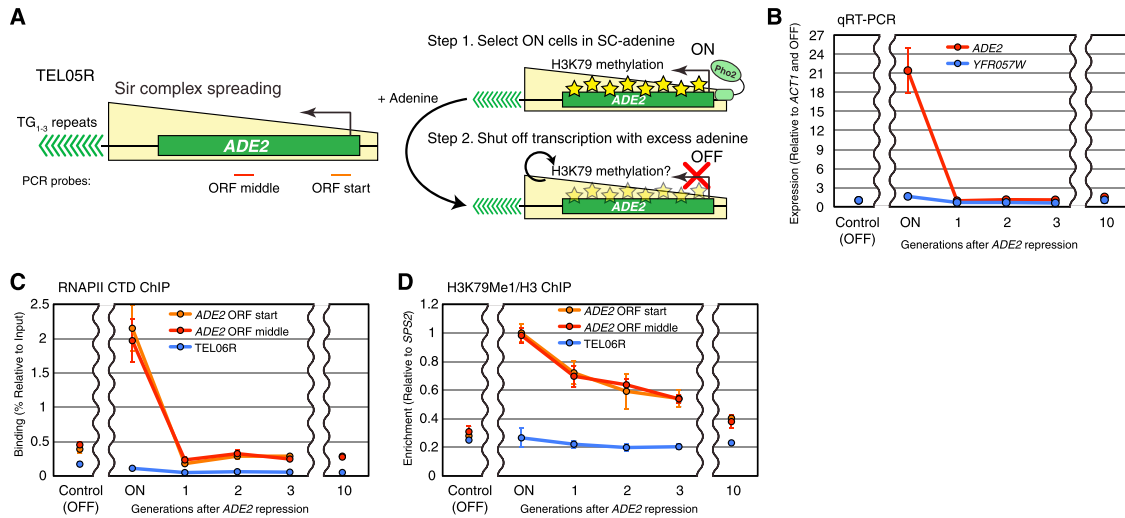 A
TEL05R
Sir complex spreading
TG1-3 repeats
ADE2
PCR probes:
ORF middle
ORF start
Step 1. Select ON cells in SC-adenine
ON
H3K79 methylation
Pho2
ADE2
+ Adenine
Step 2. Shut off transcription with excess adenine
OFF
H3K79 methylation?
ADE2
B
qRT-PCR
Expression (Relative to ACT1 and OFF)
27
24
21
18
15
12
9
6
3
0
ADE2
YFR057W
Control
(OFF)
ON
1
2
3
10
Generations after ADE2 repression
C
RNAPII CTD ChIP
Binding (% Relative to Input)
2.5
2
1.5
1
0.5
0
ADE2 ORF start
ADE2 ORF middle
TEL06R
Control
(OFF)
ON
1
2
3
10
Generations after ADE2 repression
D
H3K79Me1/H3 ChIP
Enrichment (Relative to SPS2)
1.2
1
0.8
0.6
0.4
0.2
0
ADE2 ORF start
ADE2 ORF middle
TEL06R
Control
(OFF)
ON
1
2
3
10
Generations after ADE2 repression